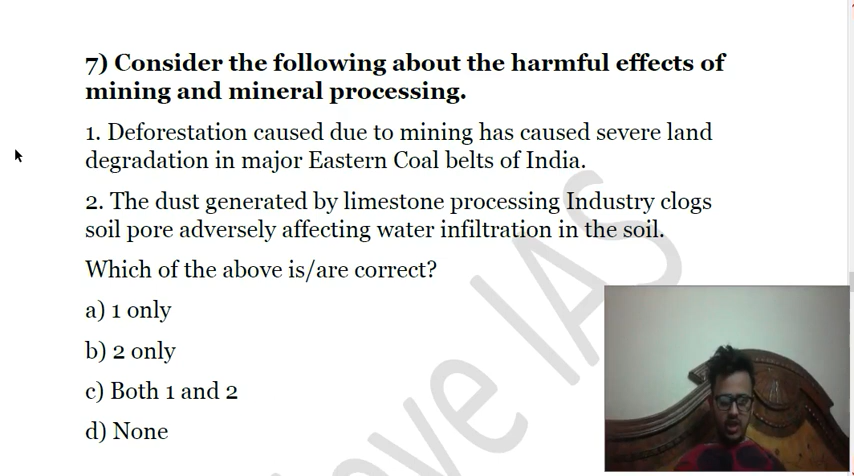 7) Consider the following about the harmful effects of
mining and mineral processing.
1. Deforestation caused due to mining has caused severe land
degradation in major Eastern Coal belts of India.
2. The dust generated by limestone processing Industry clogs
soil pore adversely affecting water infiltration in the soil.
Which of the above is/are correct?
a) 1 only
b) 2 only
c) Both 1 and 2
d) None
IAS